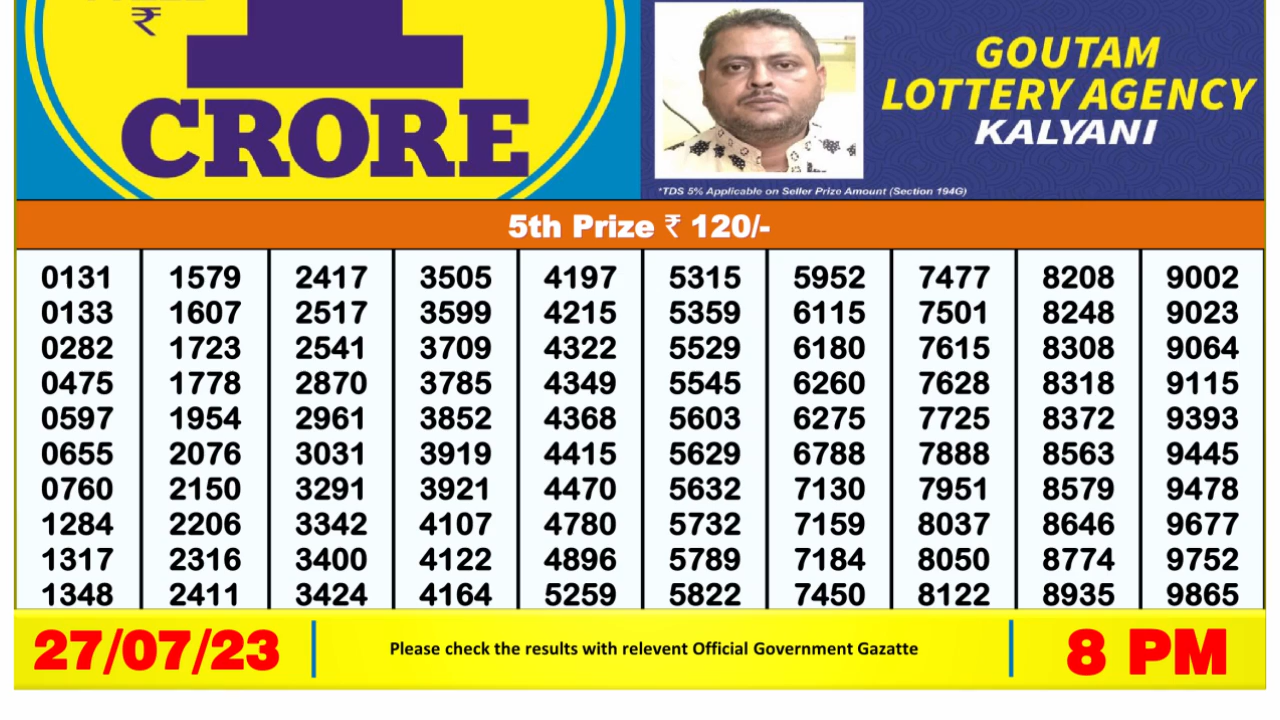 ₹
1
CRORE
GOUTAM
LOTTERY AGENCY
KALYANI
*TDS 5% Applicable on Seller Prize Amount (Section 194G)
5th Prize ₹ 120/-
0131 1579 2417 3505 4197 5315 5952 7477 8208 9002
0133 1607 2517 3599 4215 5359 6115 7501 8248 9023
0282 1723 2541 3709 4322 5529 6180 7615 8308 9064
0475 1778 2870 3785 4349 5545 6260 7628 8318 9115
0597 1954 2961 3852 4368 5603 6275 7725 8372 9393
0655 2076 3031 3919 4415 5629 6788 7888 8563 9445
0760 2150 3291 3921 4470 5632 7130 7951 8579 9478
1284 2206 3342 4107 4780 5732 7159 8037 8646 9677
1317 2316 3400 4122 4896 5789 7184 8050 8774 9752
1348 2411 3424 4164 5259 5822 7450 8122 8935 9865
27/07/23 Please check the results with relevent Official Government Gazatte 8 PM